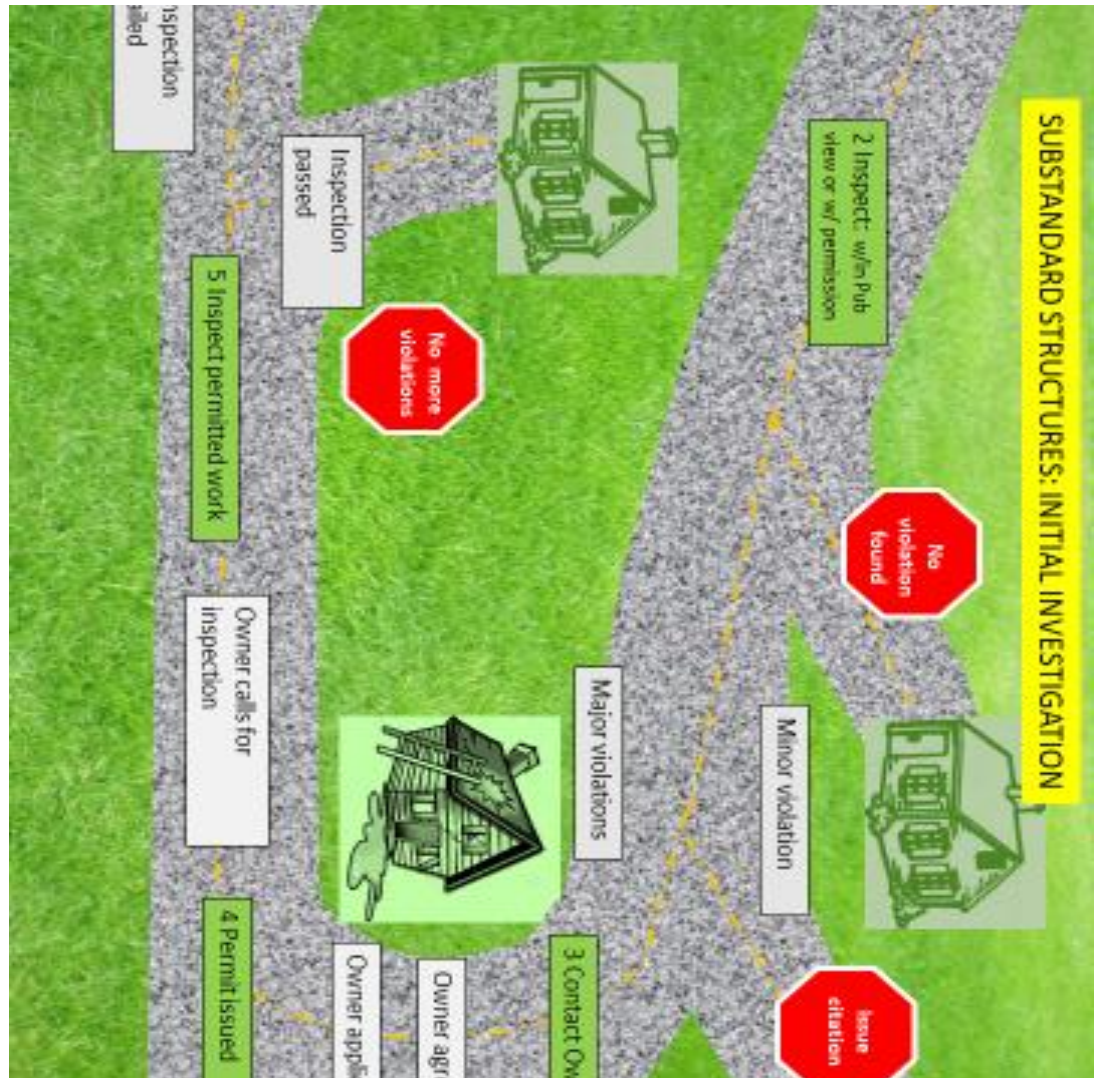 SUBSTANDARD STRUCTURES: INITIAL INVESTIGATION
2 Inspect: w/in Pub
view or w/ permission
No
violation
found
Minor violation
issue
citation
Major violations
3 Contact Ow
Owner agr
Owner appli
4 Permit issued
Owner calls for
inspection
5 Inspect permitted work
Inspection
passed
No more
violations
nspection
ailed